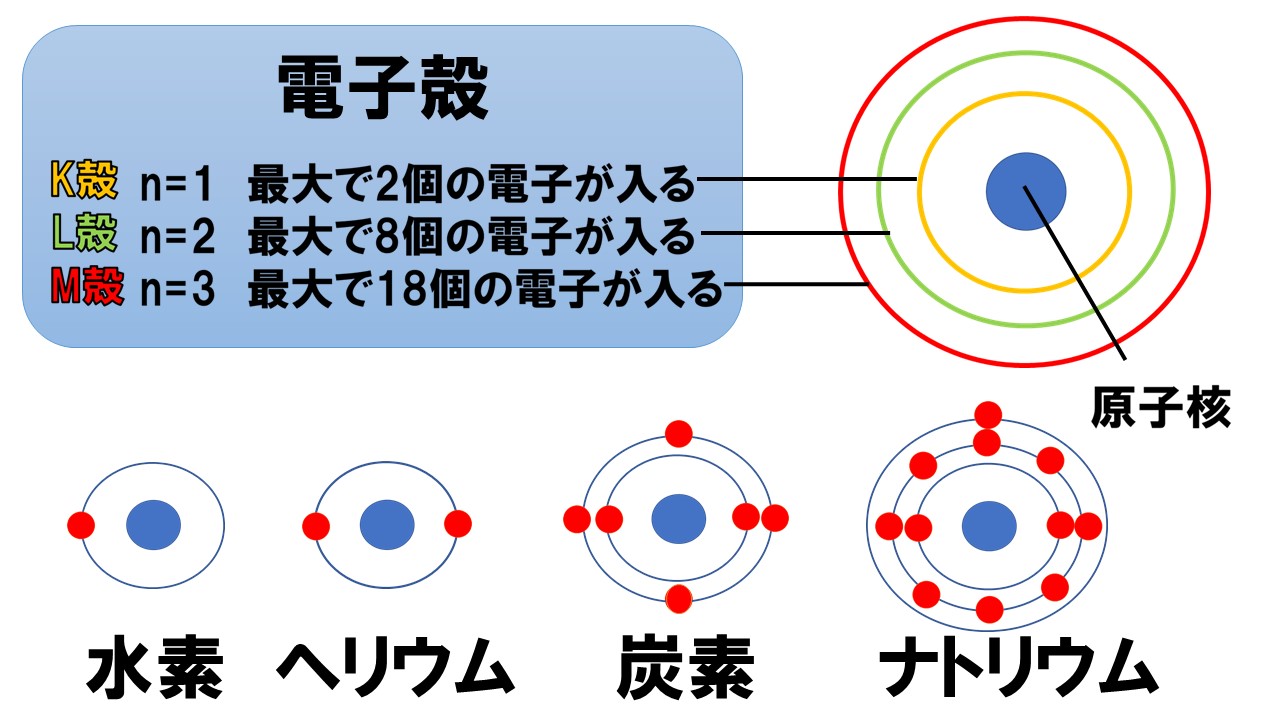 電子殻
K殻 n=1 最大で2個の電子が入る
L殻 n=2 最大で8個の電子が入る
M殻 n=3 最大で18個の電子が入る
原子核
水素 ヘリウム 炭素 ナトリウム